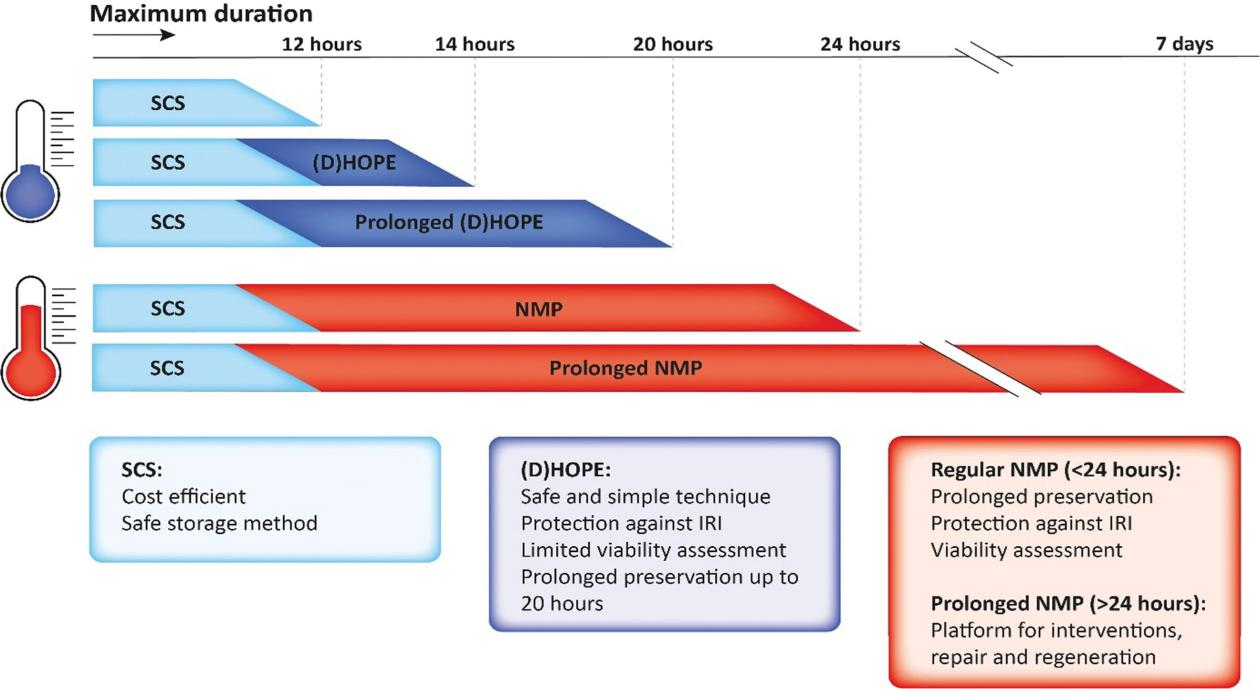 Maximum duration
12 hours
14 hours
20 hours
24 hours
7 days
SCS
SCS
(D)HOPE
SCS
Prolonged (D)HOPE
SCS
NMP
SCS
Prolonged NMP
SCS:
Cost efficient
Safe storage method
(D)HOPE:
Safe and simple technique
Protection against IRI
Limited viability assessment
Prolonged preservation up to
20 hours
Regular NMP (<24 hours):
Prolonged preservation
Protection against IRI
Viability assessment
Prolonged NMP (>24 hours):
Platform for interventions,
repair and regeneration